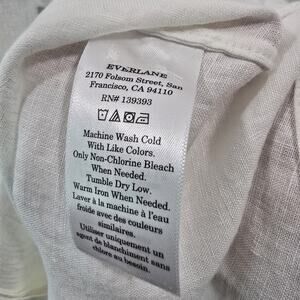 EVERLANE
2170 Folsom Street, San
Francisco, CA 94110
RN# 139393
Machine Wash Cold
With Like Colors.
Only Non-Chlorine Bleach
When Needed.
Tumble Dry Low.
Warm Iron When Needed.
Laver à la machine à l'eau
froide avec des couleurs
similaires.
Utiliser uniquement un
agent de blanchiment sans
chlore au besoin.